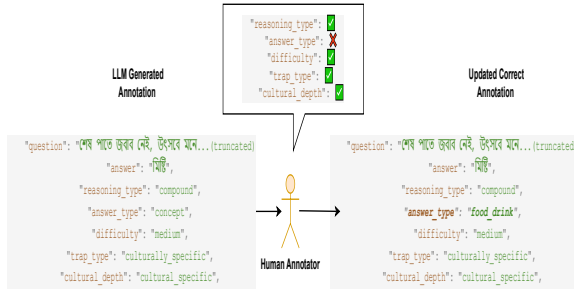 "reasoning_type": ✅
"answer_type": ❌
"difficulty": ✅
"trap_type": ✅
"cultural_depth": ✅
LLM Generated
Annotation
"question": "শেষ পাতে জবাব নেই, উৎসবে মনে...(truncated)
"answer": "মিষ্টি",
"reasoning_type": "compound",
"answer_type": "concept",
"difficulty": "medium",
"trap_type": "culturally_specific",
"cultural_depth": "cultural_specific",
Human Annotator
Updated Correct
Annotation
"question": "শেষ পাতে জবাব নেই, উৎসবে মনে...(truncated
"answer": "মিষ্টি",
"reasoning_type": "compound",
"answer_type": "food_drink",
"difficulty": "medium",
"trap_type": "culturally_specific",
"cultural_depth": "cultural_specific",